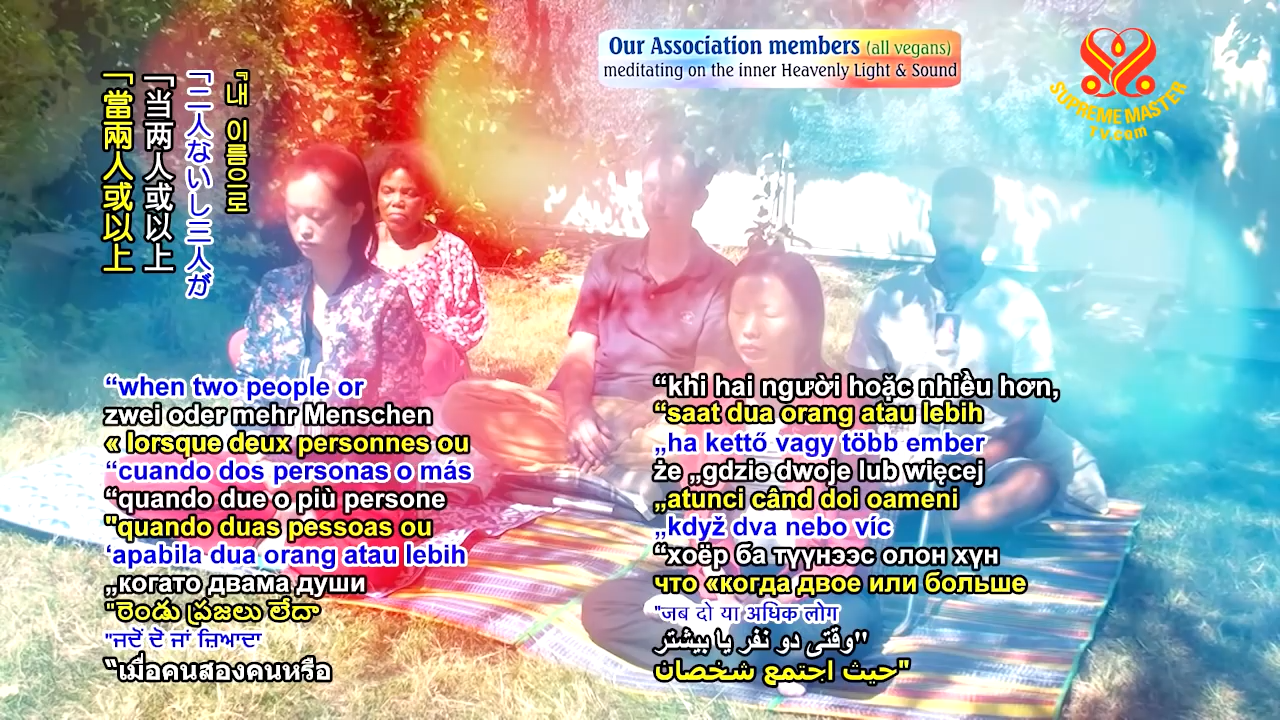 Our Association members (all vegans)
meditating on the inner Heavenly Light & Sound
SUPREME MASTER
TV.com
『내 이름으로
「二人ないし三人が
「当两人或以上
「當兩人或以上
“when two people or
zwei oder mehr Menschen
« lorsque deux personnes ou
“cuando dos personas o más
“quando due o più persone
"quando duas pessoas ou
‘apabila dua orang atau lebih
„когато двама души
"రెండు ప్రజలు లేదా
"ਜਦੋਂ ਦੋ ਜਾਂ ਜ਼ਿਆਦਾ
“เมื่อคนสองคนหรือ
“khi hai người hoặc nhiều hơn,
“saat dua orang atau lebih
„ha kettő vagy több ember
że „gdzie dwoje lub więcej
„atunci când doi oameni
„když dva nebo víc
“хоёр ба түүнээс олон хүн
что «когда двое или больше
"जब दो या अधिक लोग
"وقتی دو نفر یا بیشتر
"حيث اجتمع شخصان